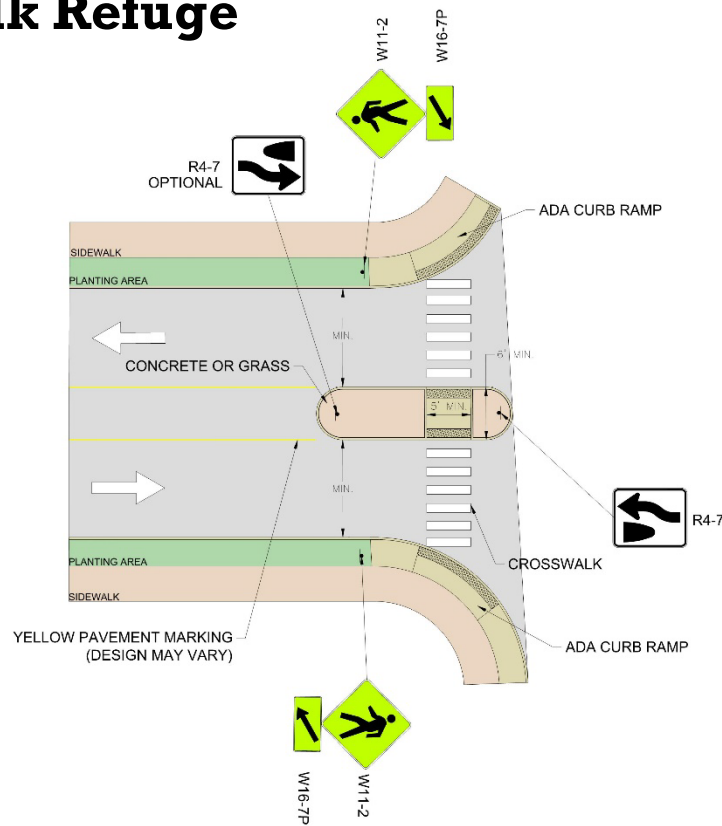 lk Refuge
W11-2
W16-7P
R4-7
OPTIONAL
ADA CURB RAMP
SIDEWALK
PLANTING AREA
MIN.
6' MIN.
CONCRETE OR GRASS
5' MIN.
MIN.
R4-7
PLANTING AREA
CROSSWALK
SIDEWALK
YELLOW PAVEMENT MARKING
(DESIGN MAY VARY)
ADA CURB RAMP
W16-7P
W11-2